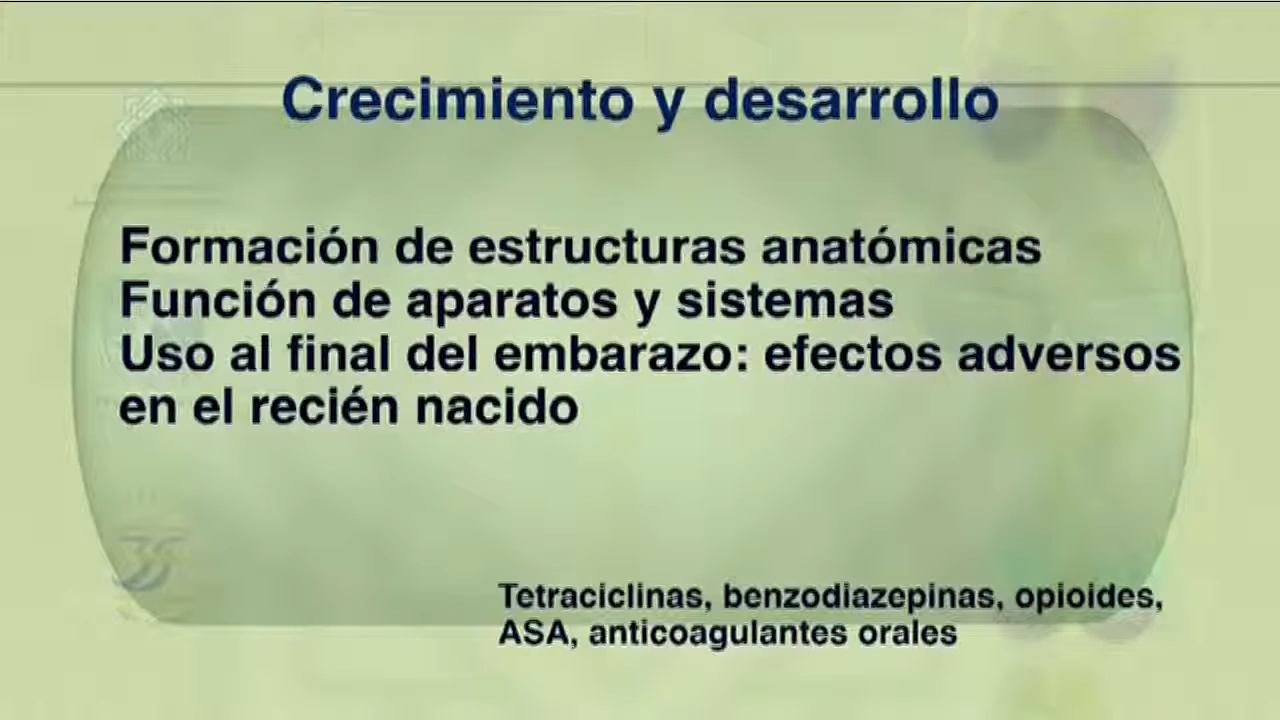 Crecimiento y desarrollo
Formación de estructuras anatómicas
Función de aparatos y sistemas
Uso al final del embarazo: efectos adversos
en el recién nacido
Tetraciclinas, benzodiazepinas, opioides,
ASA, anticoagulantes orales